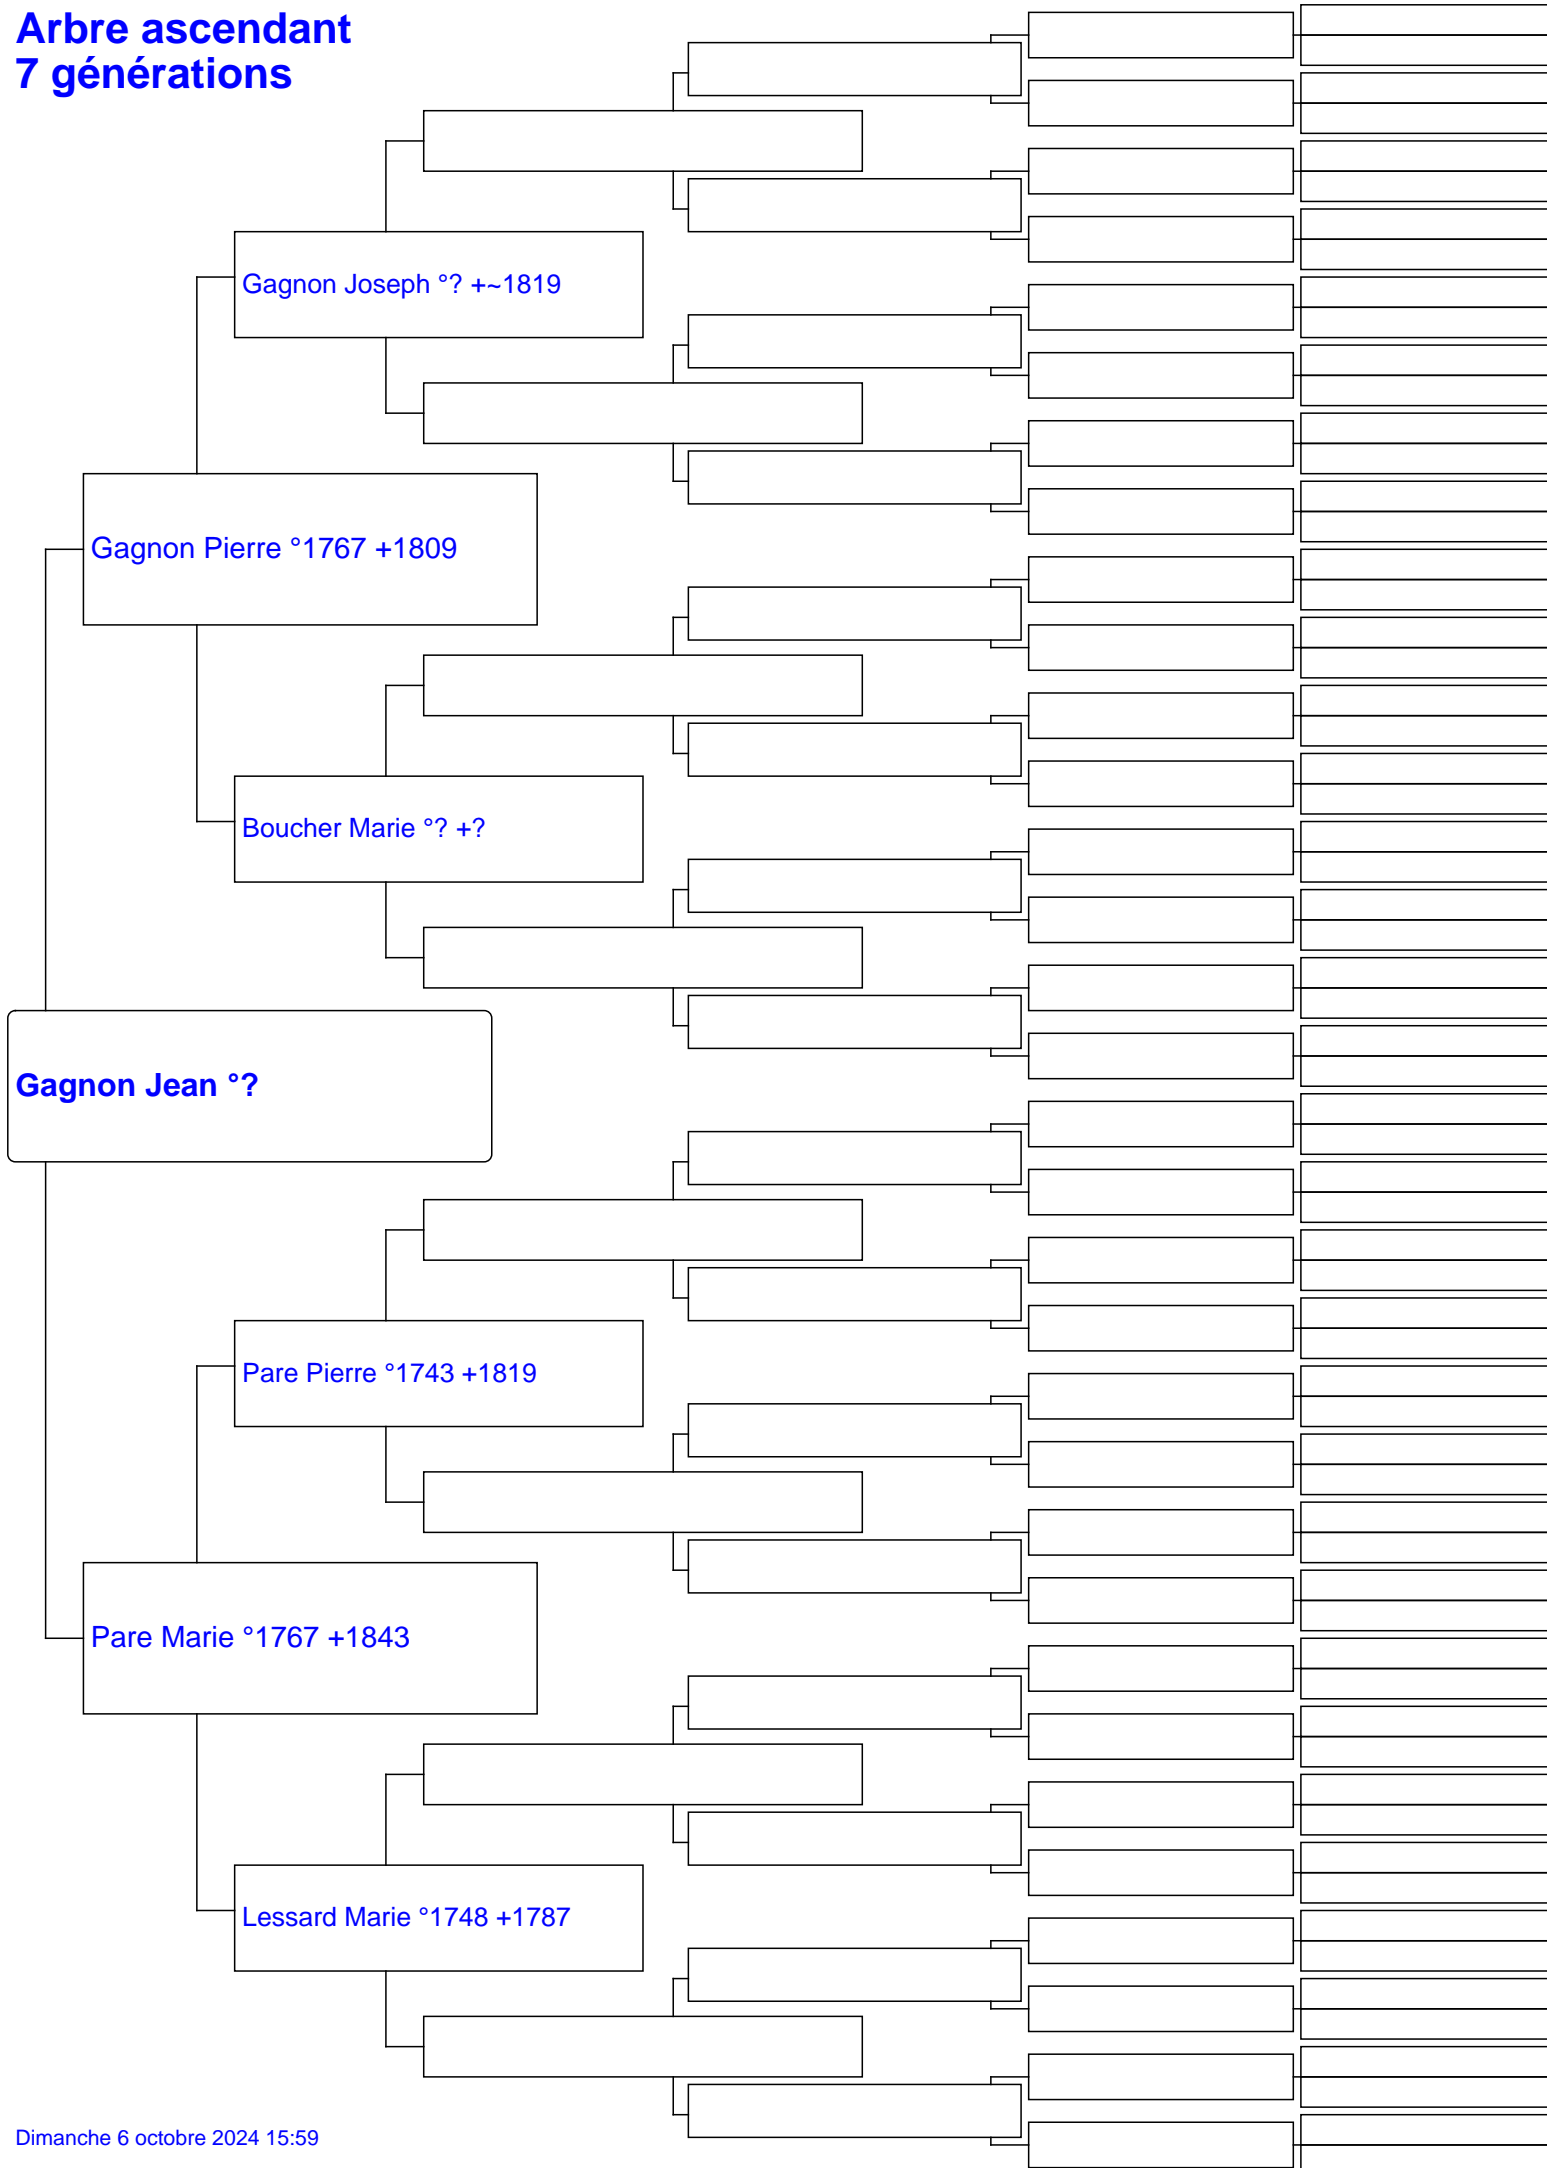 Arbre ascendant
7 générations
Gagnon Joseph °? +~1819
Gagnon Pierre °1767 +1809
Boucher Marie °? +?
Gagnon Jean °?
Pare Pierre °1743 +1819
Pare Marie °1767 +1843
Lessard Marie °1748 +1787
Dimanche 6 octobre 2024 15:59